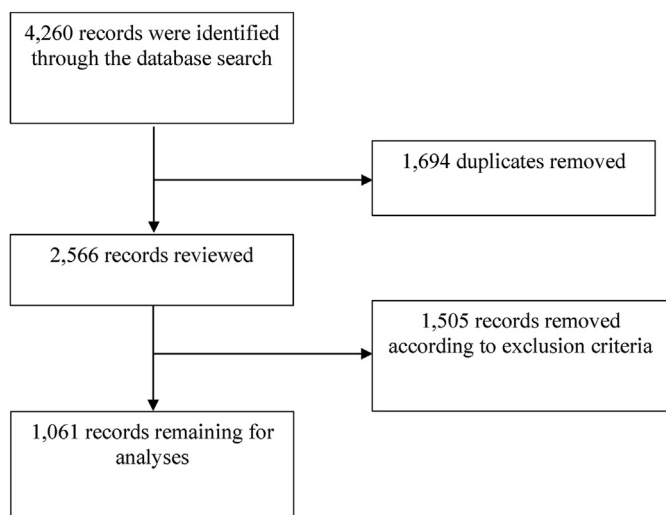 4,260 records were identified
through the database search
1,694 duplicates removed
2,566 records reviewed
1,505 records removed
according to exclusion criteria
1,061 records remaining for
analyses